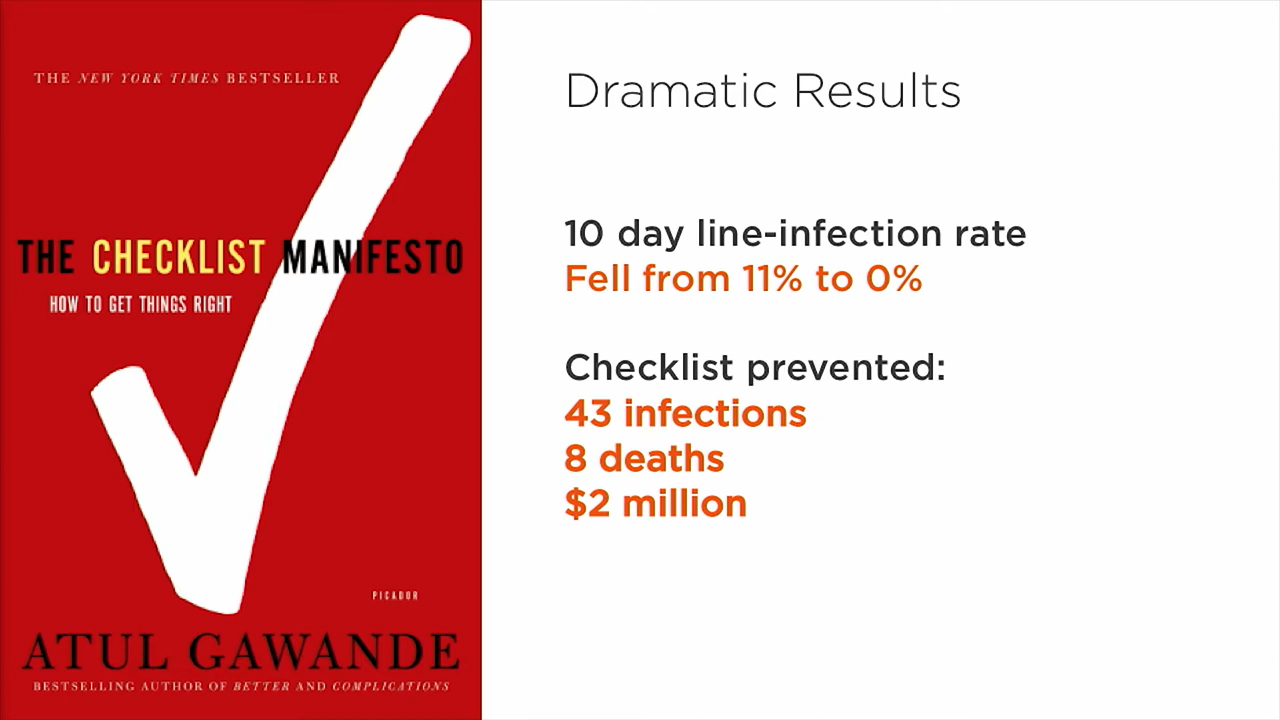 THE NEW YORK TIMES BESTSELLER
THE CHECKLIST MANIFESTO
HOW TO GET THINGS RIGHT
PICADOR
ATUL GAWANDE
BESTSELLING AUTHOR OF BETTER AND COMPLICATIONS
Dramatic Results
10 day line-infection rate
Fell from 11% to 0%
Checklist prevented:
43 infections
8 deaths
$2 million